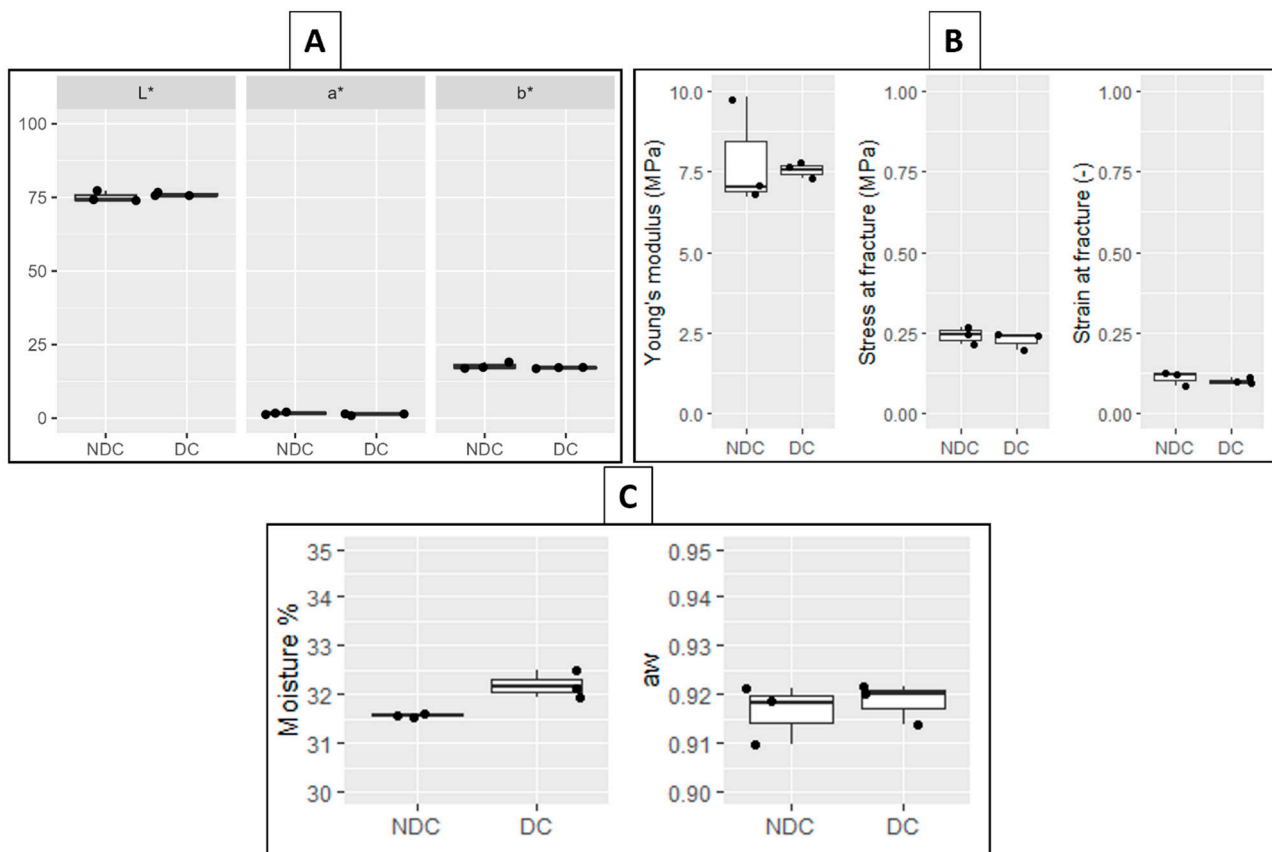 A
B
L* a* b*
100
75
50
25
0
NDC DC NDC DC NDC DC
Young's modulus (MPa)
10.0
7.5
5.0
2.5
0.0
NDC DC
Stress at fracture (MPa)
1.00
0.75
0.50
0.25
0.00
NDC DC
Strain at fracture (-)
1.00
0.75
0.50
0.25
0.00
NDC DC
C
Moisture %
35
34
33
32
31
30
NDC DC
aw
0.95
0.94
0.93
0.92
0.91
0.90
NDC DC